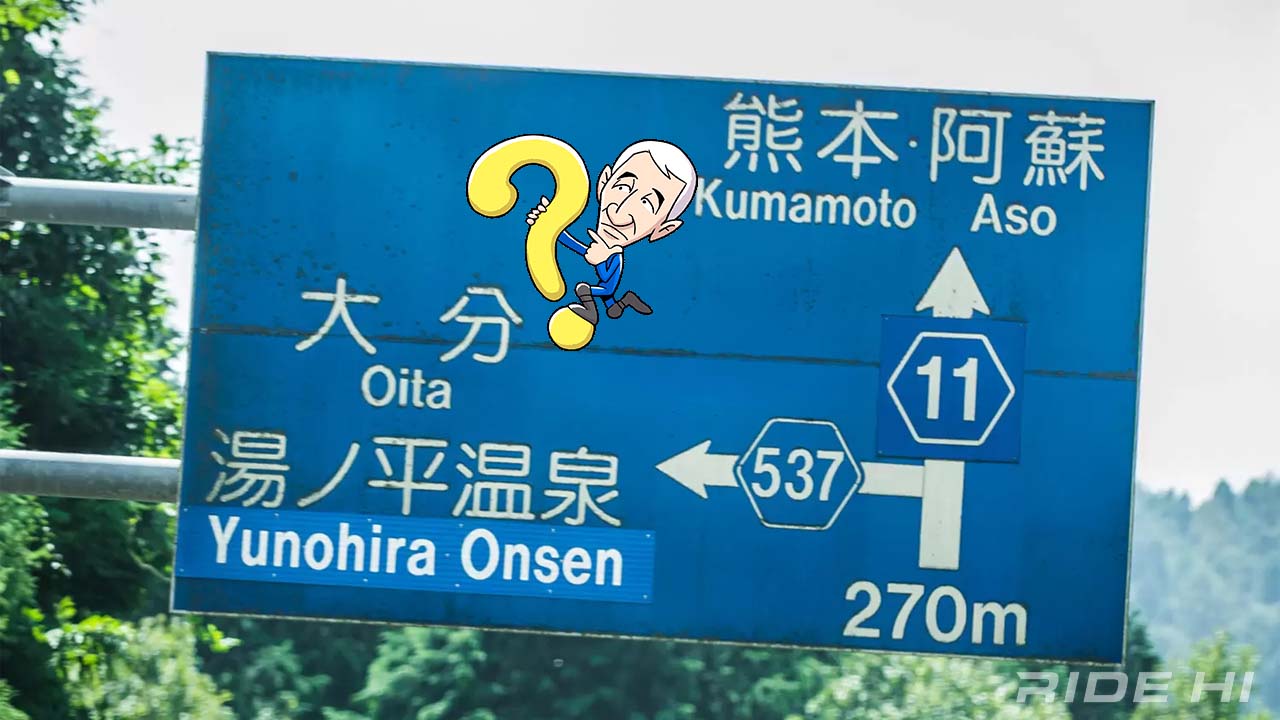 熊本・阿蘇
Kumamoto Aso
大分
Oita
11
湯ノ平温泉
537
Yunohira Onsen
270m
RIDE HI